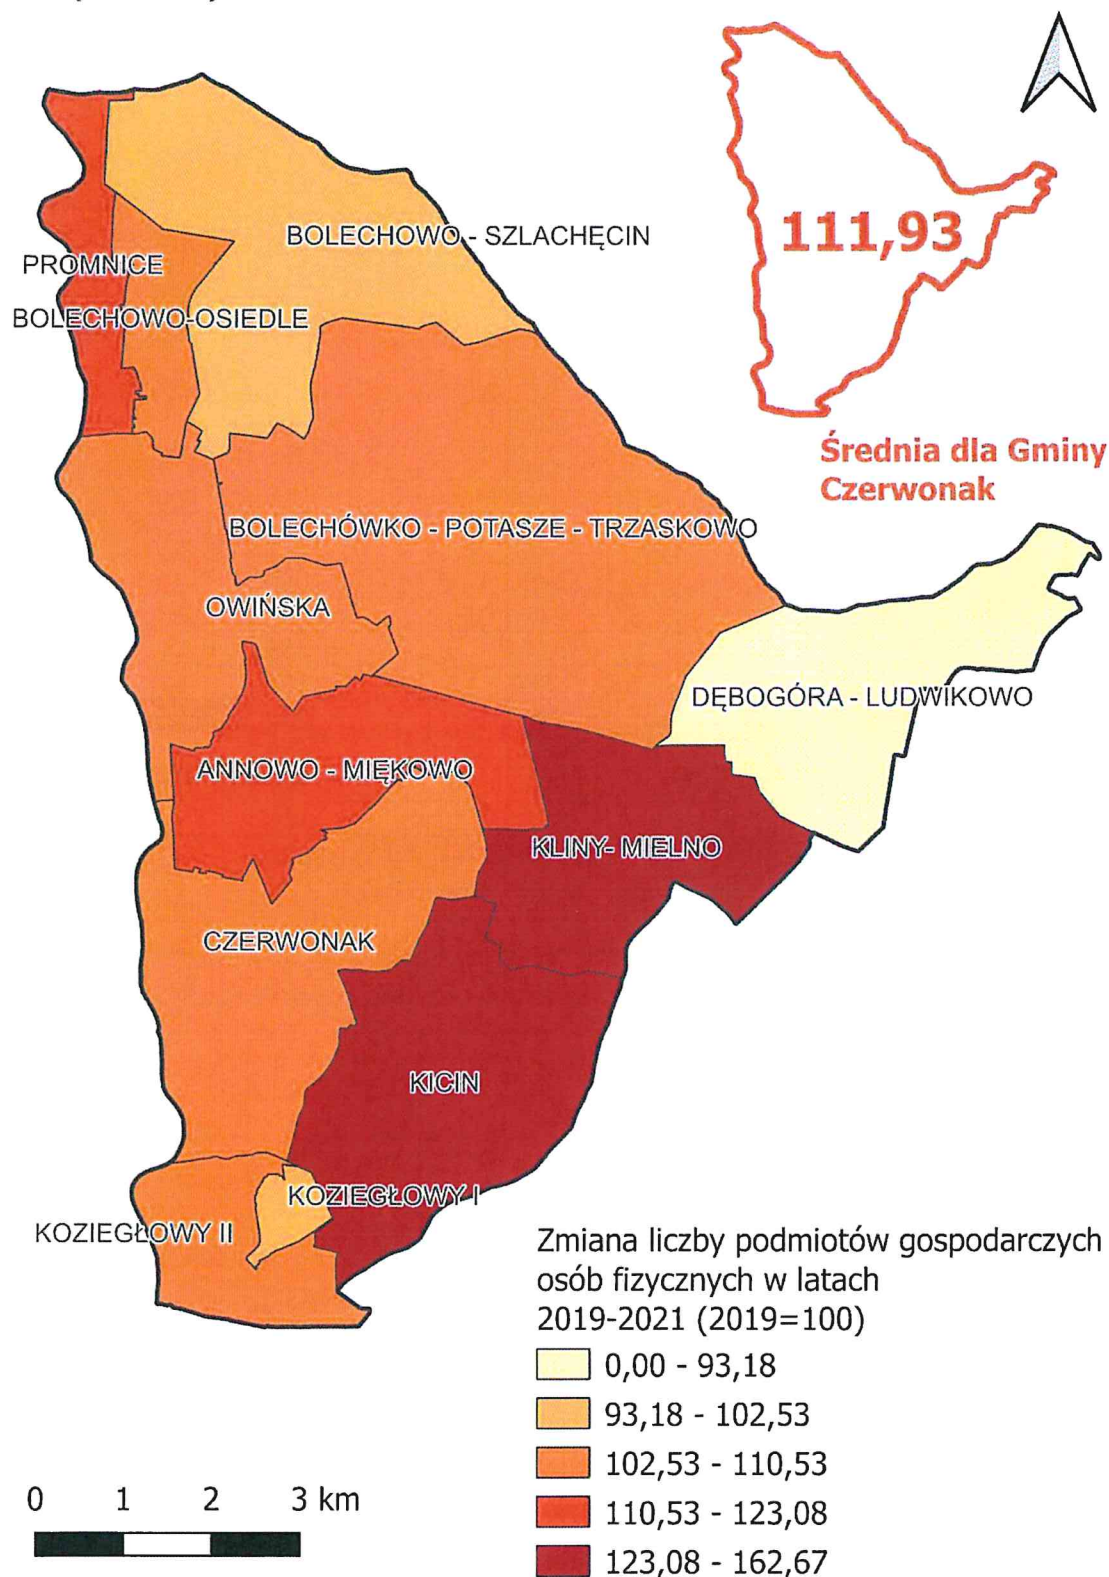 111,93
Średnia dla Gminy
Czerwonak
BOLECHOWO - SZLACHĘCIN
PROMNICE
BOLECHOWO-OSIEDLE
BOLECHÓWKO - POTASZE - TRZASKOWO
OWIŃSKA
DĘBOGÓRA - LUDWIKOWO
ANNOWO - MIĘKOWO
KLINY- MIELNO
CZERWONAK
KICIN
KOZIEGŁOWY I
KOZIEGŁOWY II
Zmiana liczby podmiotów gospodarczych
osób fizycznych w latach
2019-2021 (2019=100)
0,00 - 93,18
93,18 - 102,53
102,53 - 110,53
110,53 - 123,08
123,08 - 162,67
0 1 2 3 km